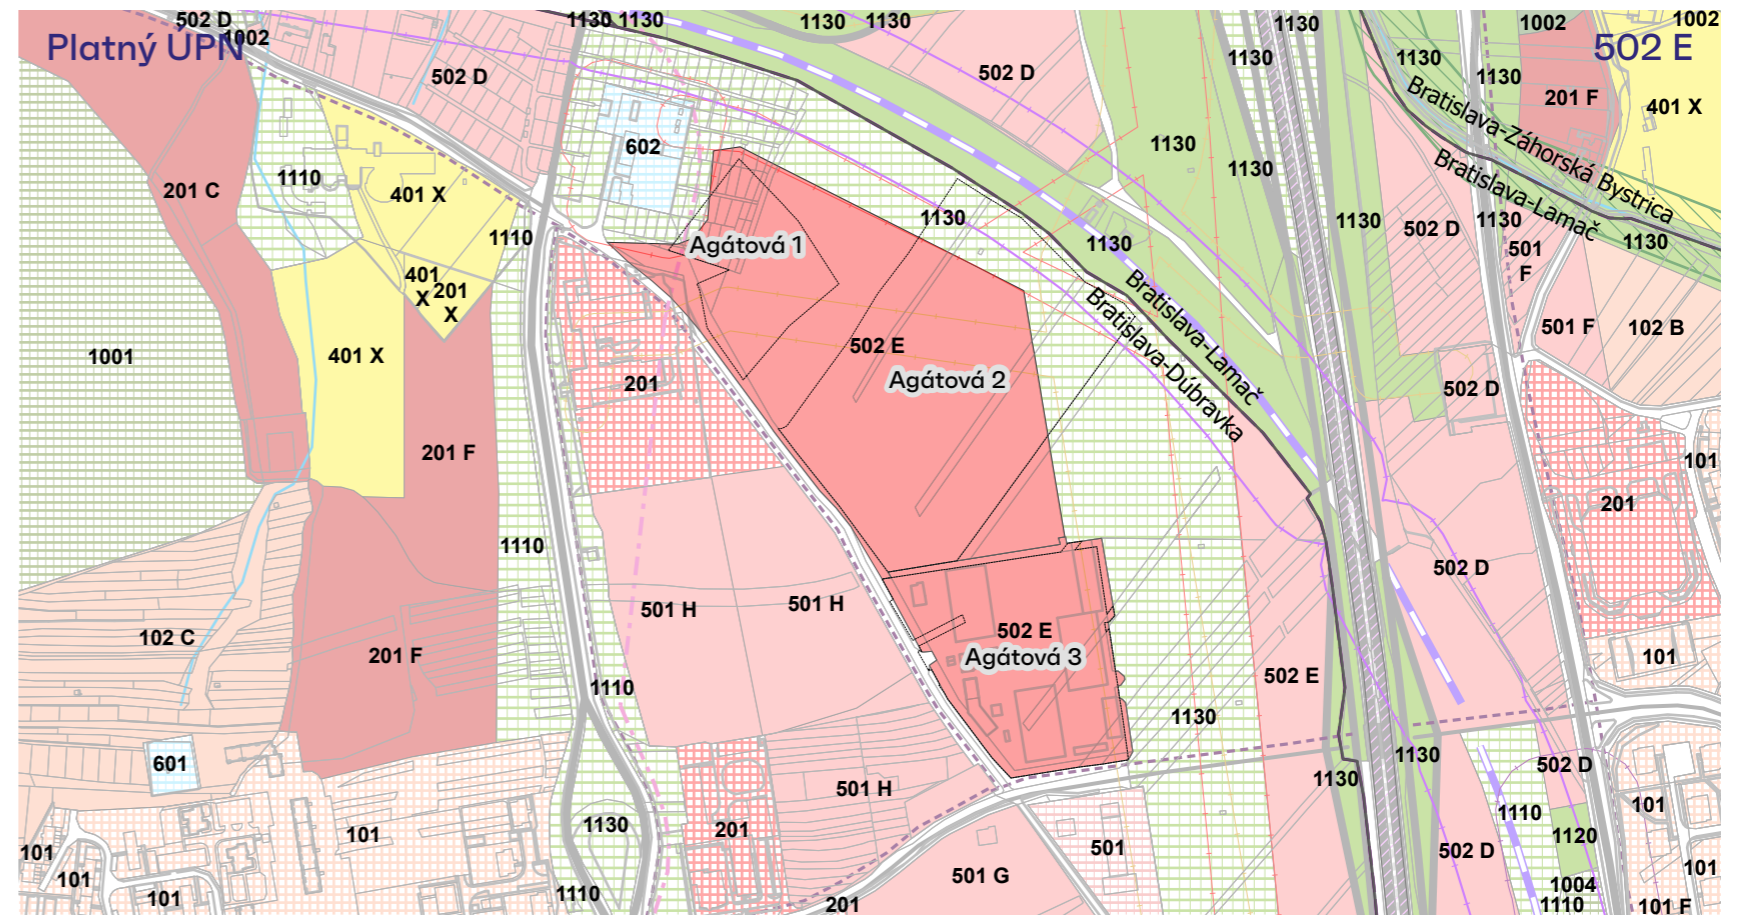 502 D
1130
1130
1130
1130
1130
1002
1002
Platný ÚPN
1002
502 E
502 D
502 D
1130
1130
1130
201 F
401 X
Bratislava-Záhorská Bystrica
602
1130
1130
Bratislava-Lamač
1110
201 C
401 X
1130
1130
502 D
1130
1130
1110
Agátová 1
1130
501
F
401
X
201
X
Bratislava-Lamač
Bratislava-Dúbravka
501 F
102 B
1001
401 X
502 E
201
Agátová 2
502 D
201 F
101
201
1110
502 D
501 H
501 H
102 C
502 E
201 F
Agátová 3
101
502 E
1110
1130
601
1130
502 D
1130
501 H
101
1110
1130
201
101
1120
101
501
502 D
101
101
501 G
101
1004
1110
101
201
1110
101 F